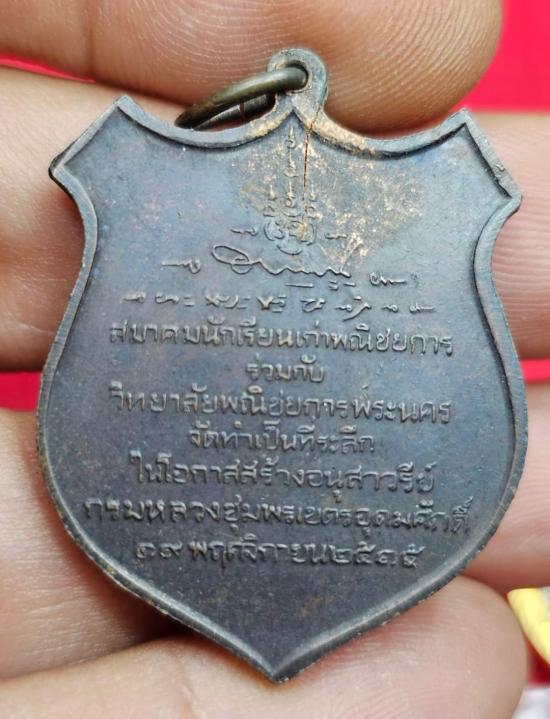 สมาคมนักเรียนเก่าพณิชยการ
ร่วมกับ
วิทยาลัยพณิชยการพระนคร
จัดทำเป็นที่ระลึก
ในโอกาสสร้างอนุสาวรีย์
กรมหลวงชุมพรเขตรอุดมศักดิ์
๑๙ พฤศจิกายน๒๕๑๕